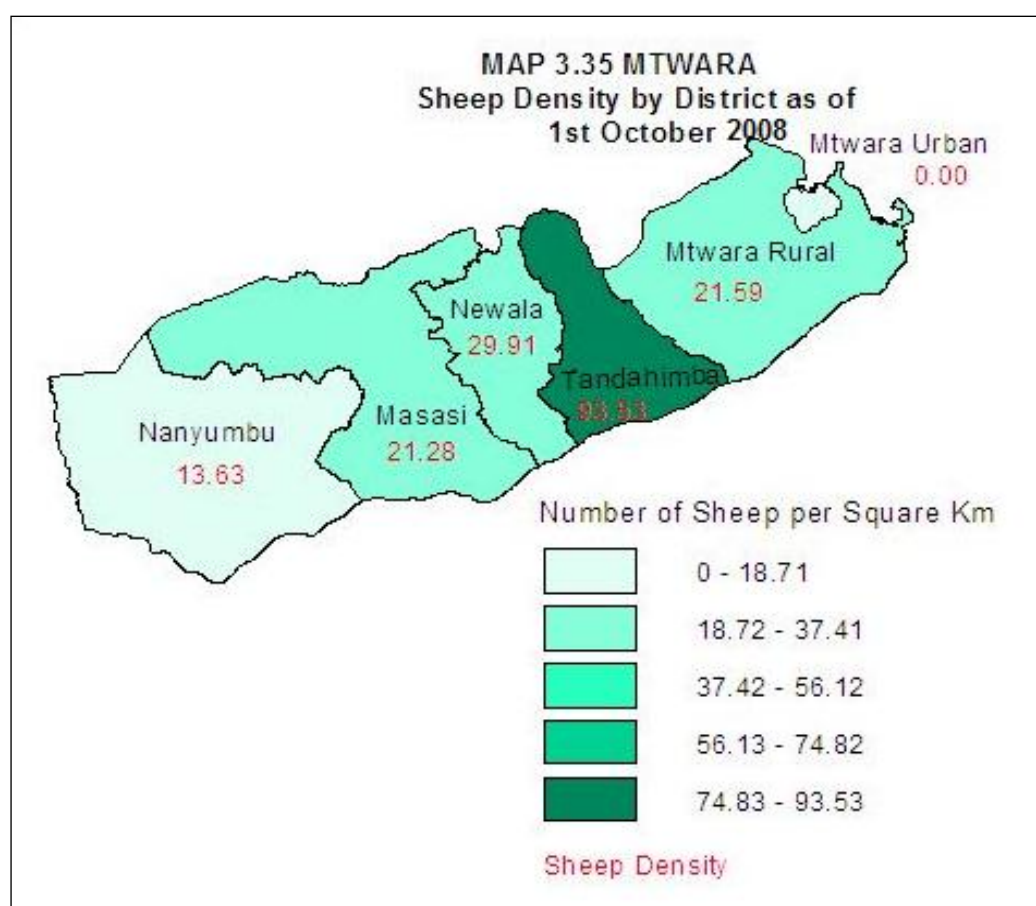 MAP 3.35 MTWARA
Sheep Density by District as of
1st October 2008
Mtwara Urban
0.00
Mtwara Rural
21.59
Newala
29.91
Tandahimba
93.53
Masasi
21.28
Nanyumbu
13.63
Number of Sheep per Square Km
0 - 18.71
18.72 - 37.41
37.42 - 56.12
56.13 - 74.82
74.83 - 93.53
Sheep Density